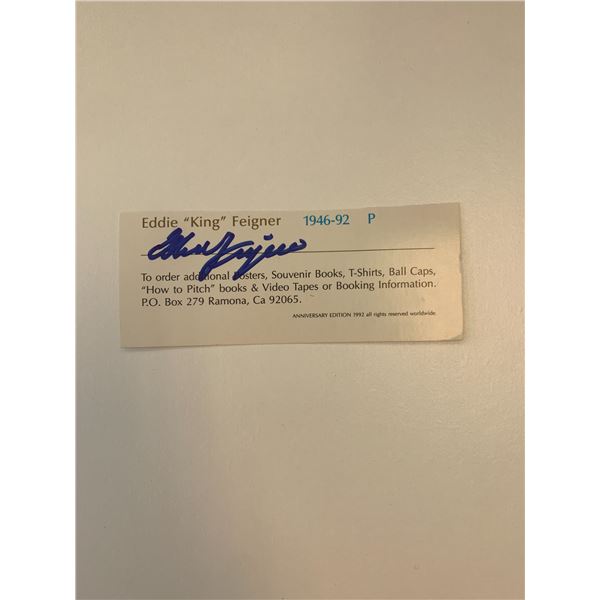 Eddie "King" Feigner 1946-92 P
To order additional Posters, Souvenir Books, T-Shirts, Ball Caps,
"How to Pitch" books & Video Tapes or Booking Information.
P.O. Box 279 Ramona, Ca 92065.
ANNIVERSARY EDITION 1992 all rights reserved worldwide.